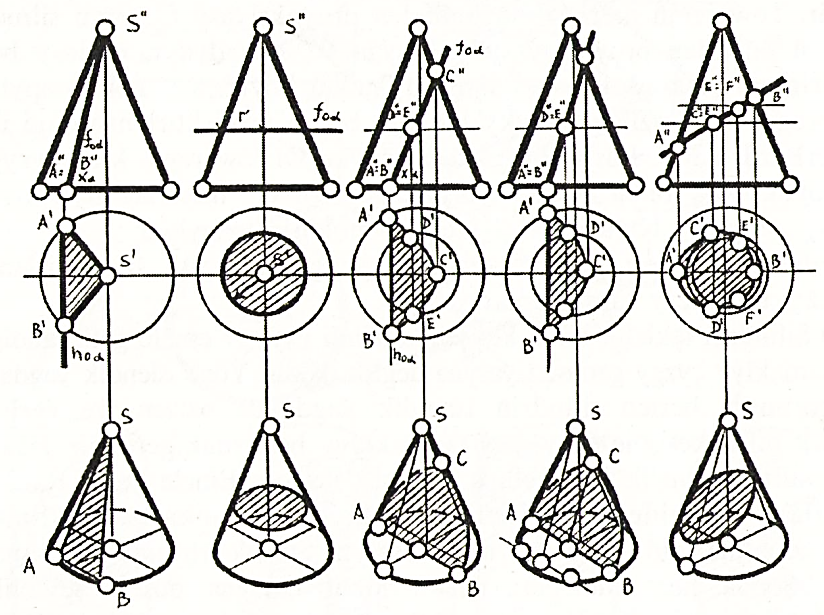 S" S"
f₀α C"
E"≡F"
r f₀α D"≡E" D"≡E" C"≡ B"
f₀α A"
A"≡ B" A"≡B" xα A"≡B"
xα
A' A' A'
D' D' C' E'
S' S' C' C' A' B'
B' E' D' F'
B' B'
h₀α h₀α
S S S S S
C C
A A
A
B B B